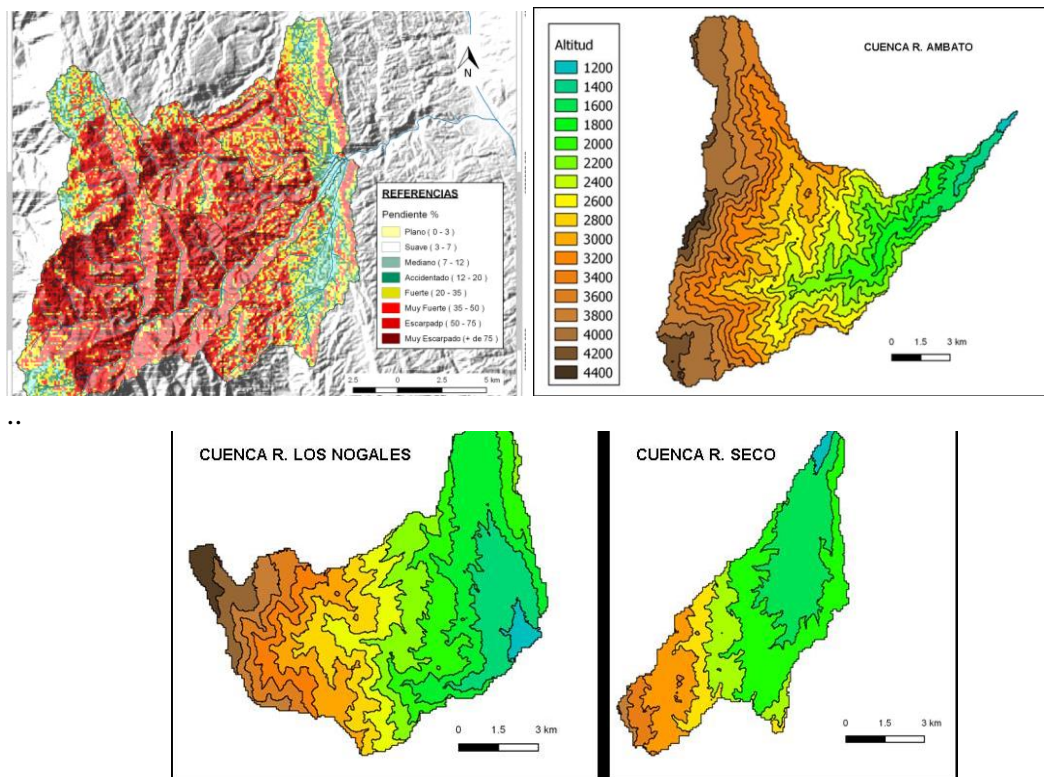 N
REFERENCIAS
Pendiente %
Plano ( 0 - 3 )
Suave ( 3 - 7 )
Mediano ( 7 - 12 )
Accidentado ( 12 - 20 )
Fuerte ( 20 - 35 )
Muy Fuerte ( 35 - 50 )
Escarpadp ( 50 - 75 )
Muy Escarpado (+ de 75 )
2.5 0 2.5 5 km
Altitud
1200
1400
1600
1800
2000
2200
2400
2600
2800
3000
3200
3400
3600
3800
4000
4200
4400
CUENCA R. AMBATO
0 1.5 3 km
..
CUENCA R. LOS NOGALES
0 1.5 3 km
CUENCA R. SECO
0 1.5 3 km